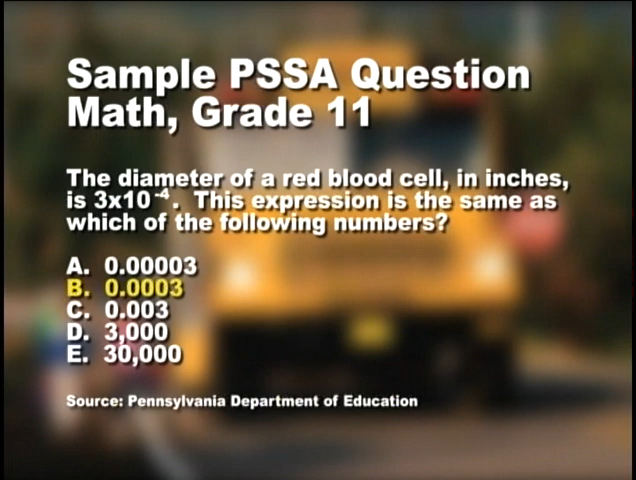 Sample PSSA Question
Math, Grade 11
The diameter of a red blood cell, in inches,
is 3x10⁻⁴. This expression is the same as
which of the following numbers?
A. 0.00003
B. 0.0003
C. 0.003
D. 3,000
E. 30,000
Source: Pennsylvania Department of Education